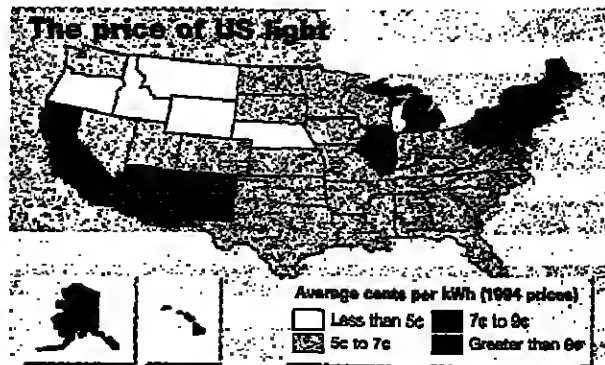 The price of US light
Average cents per kWh (1994 prices)
Less than 5¢
7¢ to 9¢
5¢ to 7¢
Greater than 9¢